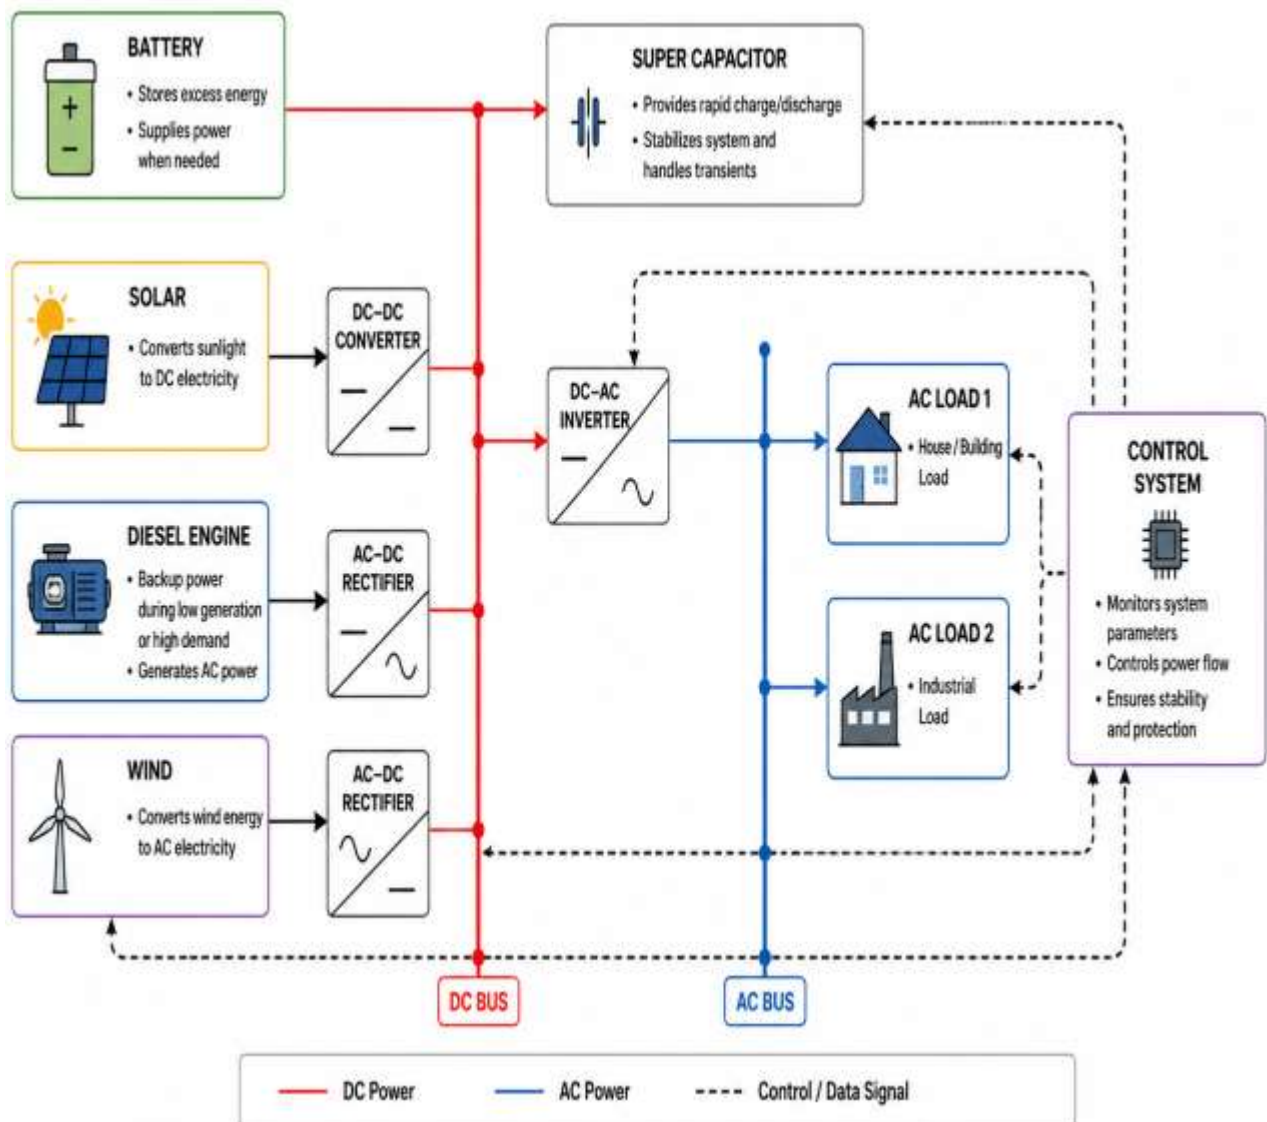 BATTERY
• Stores excess energy
• Supplies power
when needed
SUPER CAPACITOR
• Provides rapid charge/discharge
• Stabilizes system and
handles transients
SOLAR
• Converts sunlight
to DC electricity
DC–DC
CONVERTER
DC–AC
INVERTER
AC LOAD 1
• House / Building
Load
CONTROL
SYSTEM
• Monitors system
parameters
• Controls power flow
• Ensures stability
and protection
DIESEL ENGINE
• Backup power
during low generation
or high demand
• Generates AC power
AC–DC
RECTIFIER
AC LOAD 2
• Industrial
Load
WIND
• Converts wind energy
to AC electricity
AC–DC
RECTIFIER
DC BUS
AC BUS
DC Power
AC Power
Control / Data Signal